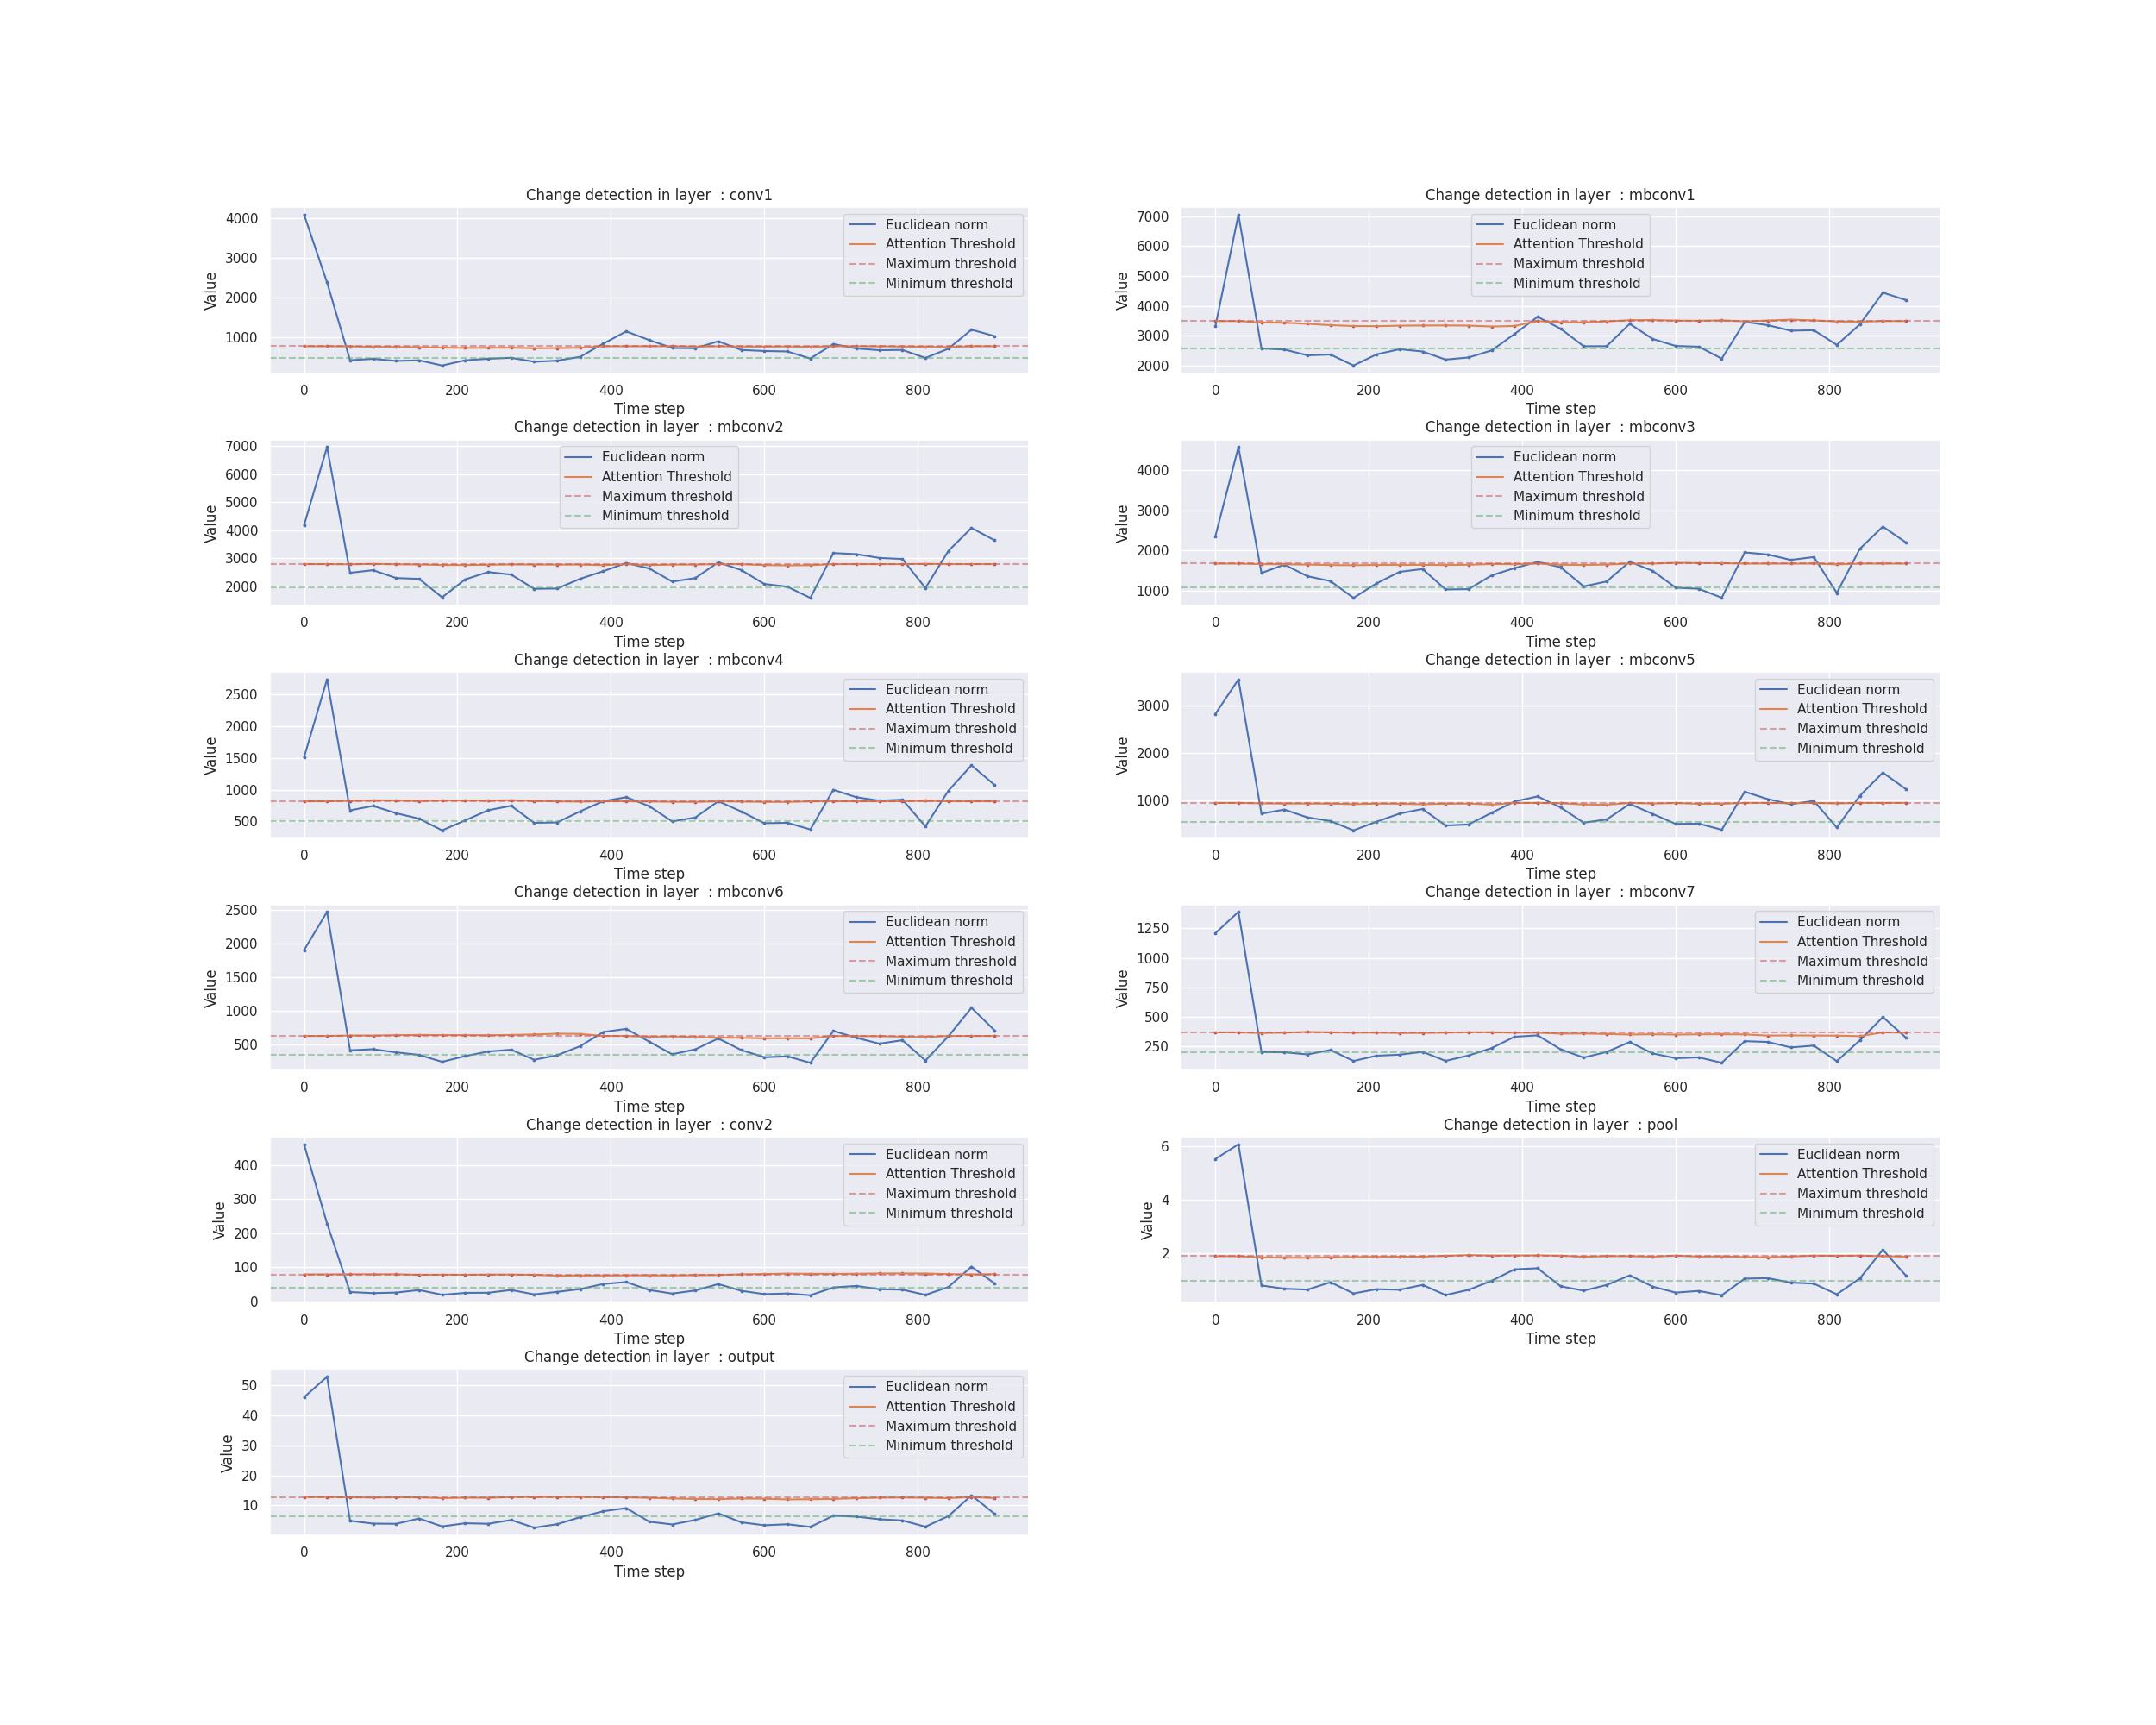 Change detection in layer  : conv1
4000
3000
2000
1000
Value
Euclidean norm
Attention Threshold
Maximum threshold
Minimum threshold
0 200 400 600 800
Time step
Change detection in layer  : mbconv1
7000
6000
5000
4000
3000
2000
Value
Euclidean norm
Attention Threshold
Maximum threshold
Minimum threshold
0 200 400 600 800
Time step
Change detection in layer  : mbconv2
7000
6000
5000
4000
3000
2000
Value
Euclidean norm
Attention Threshold
Maximum threshold
Minimum threshold
0 200 400 600 800
Time step
Change detection in layer  : mbconv3
4000
3000
2000
1000
Value
Euclidean norm
Attention Threshold
Maximum threshold
Minimum threshold
0 200 400 600 800
Time step
Change detection in layer  : mbconv4
2500
2000
1500
1000
500
Value
Euclidean norm
Attention Threshold
Maximum threshold
Minimum threshold
0 200 400 600 800
Time step
Change detection in layer  : mbconv5
3000
2000
1000
Value
Euclidean norm
Attention Threshold
Maximum threshold
Minimum threshold
0 200 400 600 800
Time step
Change detection in layer  : mbconv6
2500
2000
1500
1000
500
Value
Euclidean norm
Attention Threshold
Maximum threshold
Minimum threshold
0 200 400 600 800
Time step
Change detection in layer  : mbconv7
1250
1000
750
500
250
Value
Euclidean norm
Attention Threshold
Maximum threshold
Minimum threshold
0 200 400 600 800
Time step
Change detection in layer  : conv2
400
300
200
100
0
Value
Euclidean norm
Attention Threshold
Maximum threshold
Minimum threshold
0 200 400 600 800
Time step
Change detection in layer  : pool
6
4
2
Value
Euclidean norm
Attention Threshold
Maximum threshold
Minimum threshold
0 200 400 600 800
Time step
Change detection in layer  : output
50
40
30
20
10
Value
Euclidean norm
Attention Threshold
Maximum threshold
Minimum threshold
0 200 400 600 800
Time step